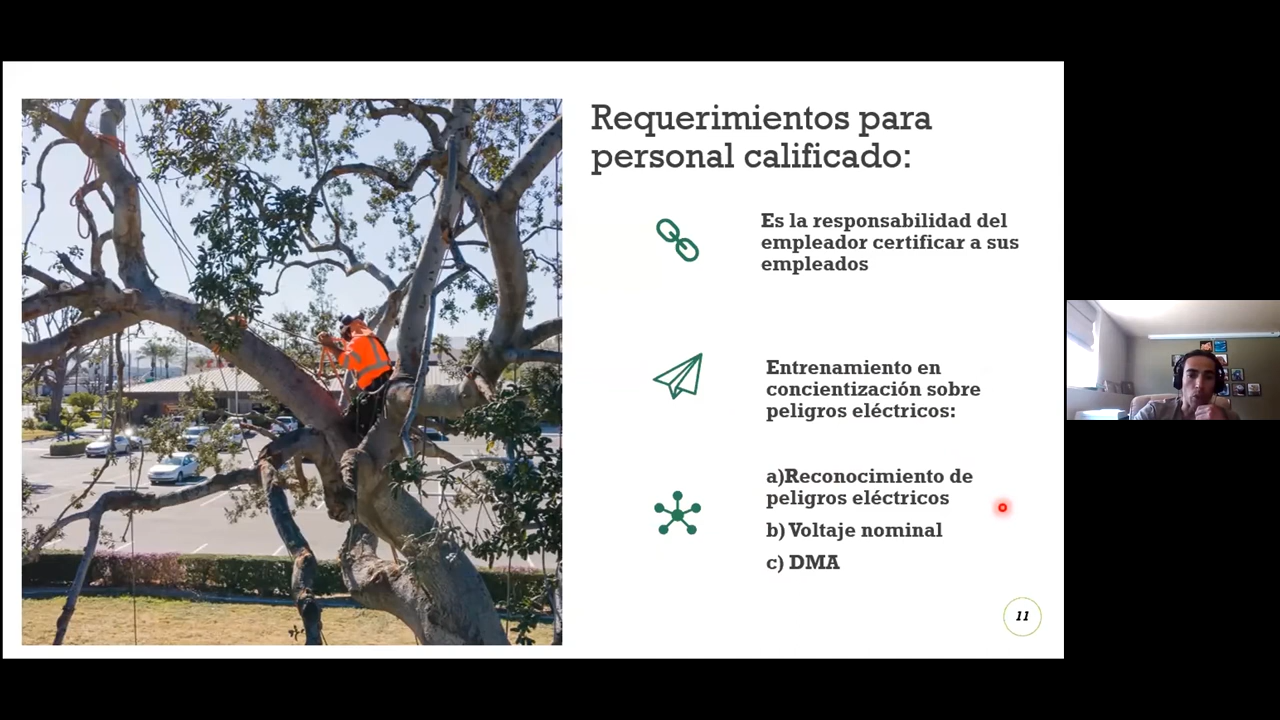 Requerimientos para
personal calificado:
Es la responsabilidad del
empleador certificar a sus
empleados
Entrenamiento en
concientización sobre
peligros eléctricos:
a)Reconocimiento de
peligros eléctricos
b) Voltaje nominal
c) DMA
11